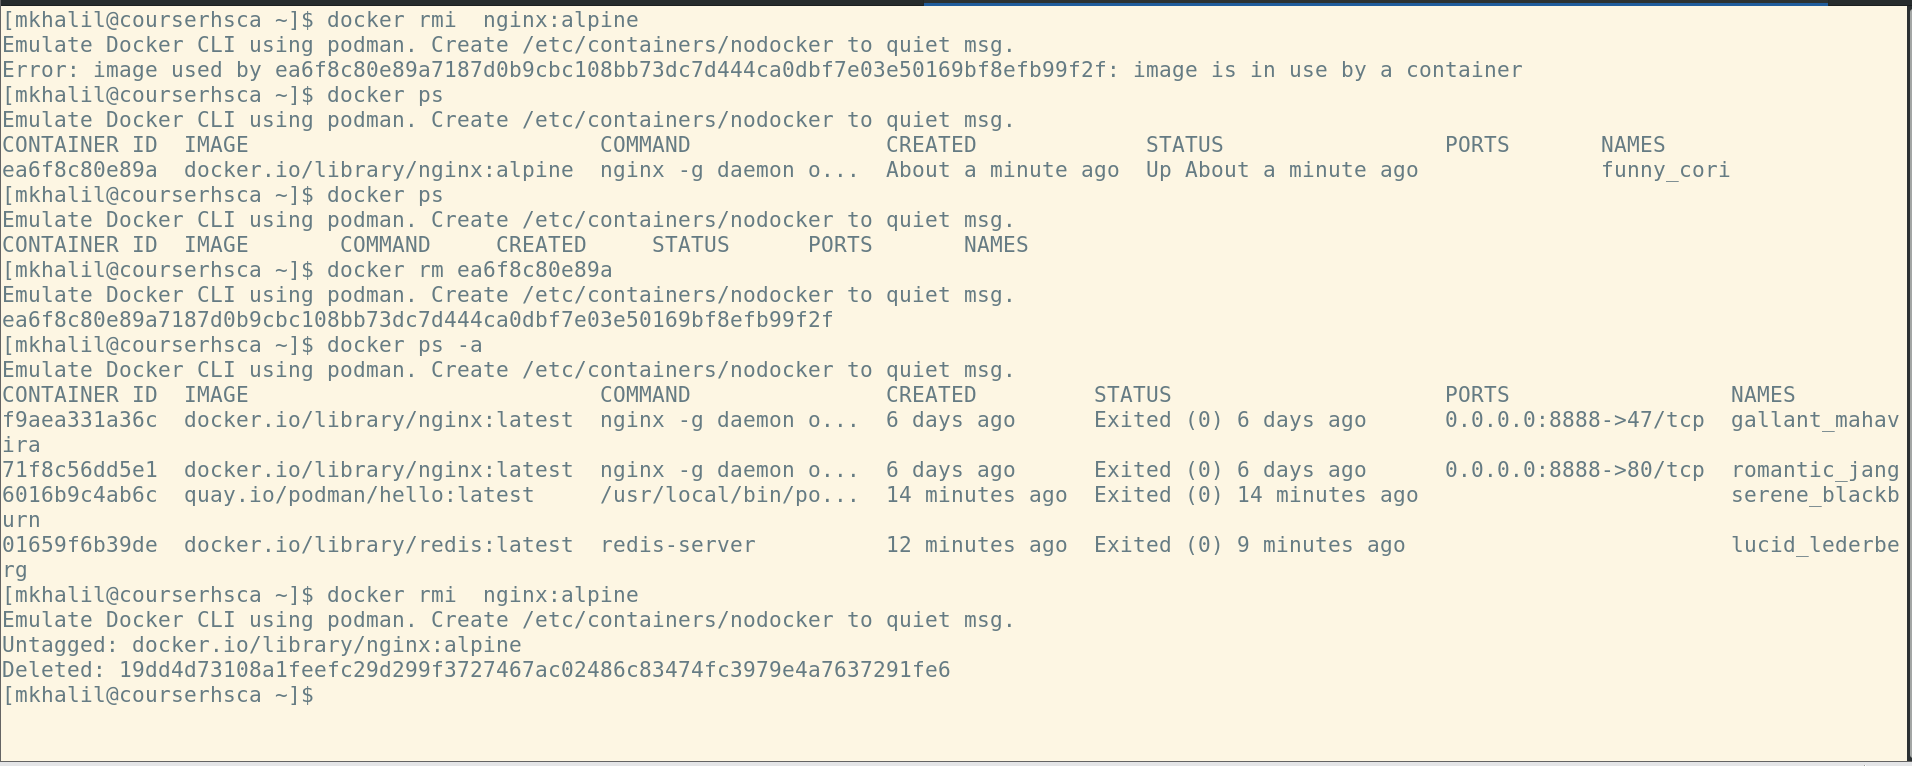 [mkhalil@courserhsca ~]$ docker rmi  nginx:alpine
Emulate Docker CLI using podman. Create /etc/containers/nodocker to quiet msg.
Error: image used by ea6f8c80e89a7187d0b9cbc108bb73dc7d444ca0dbf7e03e50169bf8efb99f2f: image is in use by a container
[mkhalil@courserhsca ~]$ docker ps
Emulate Docker CLI using podman. Create /etc/containers/nodocker to quiet msg.
CONTAINER ID  IMAGE                           COMMAND               CREATED             STATUS                 PORTS       NAMES
ea6f8c80e89a  docker.io/library/nginx:alpine  nginx -g daemon o...  About a minute ago  Up About a minute ago              funny_cori
[mkhalil@courserhsca ~]$ docker ps
Emulate Docker CLI using podman. Create /etc/containers/nodocker to quiet msg.
CONTAINER ID  IMAGE       COMMAND     CREATED     STATUS      PORTS       NAMES
[mkhalil@courserhsca ~]$ docker rm ea6f8c80e89a
Emulate Docker CLI using podman. Create /etc/containers/nodocker to quiet msg.
ea6f8c80e89a7187d0b9cbc108bb73dc7d444ca0dbf7e03e50169bf8efb99f2f
[mkhalil@courserhsca ~]$ docker ps -a
Emulate Docker CLI using podman. Create /etc/containers/nodocker to quiet msg.
CONTAINER ID  IMAGE                           COMMAND               CREATED         STATUS                     PORTS                 NAMES
f9aea331a36c  docker.io/library/nginx:latest  nginx -g daemon o...  6 days ago      Exited (0) 6 days ago      0.0.0.0:8888->47/tcp  gallant_mahav
ira
71f8c56dd5e1  docker.io/library/nginx:latest  nginx -g daemon o...  6 days ago      Exited (0) 6 days ago      0.0.0.0:8888->80/tcp  romantic_jang
6016b9c4ab6c  quay.io/podman/hello:latest     /usr/local/bin/po...  14 minutes ago  Exited (0) 14 minutes ago                        serene_blackb
urn
01659f6b39de  docker.io/library/redis:latest  redis-server          12 minutes ago  Exited (0) 9 minutes ago                         lucid_lederbe
rg
[mkhalil@courserhsca ~]$ docker rmi  nginx:alpine
Emulate Docker CLI using podman. Create /etc/containers/nodocker to quiet msg.
Untagged: docker.io/library/nginx:alpine
Deleted: 19dd4d73108a1feefc29d299f3727467ac02486c83474fc3979e4a7637291fe6
[mkhalil@courserhsca ~]$